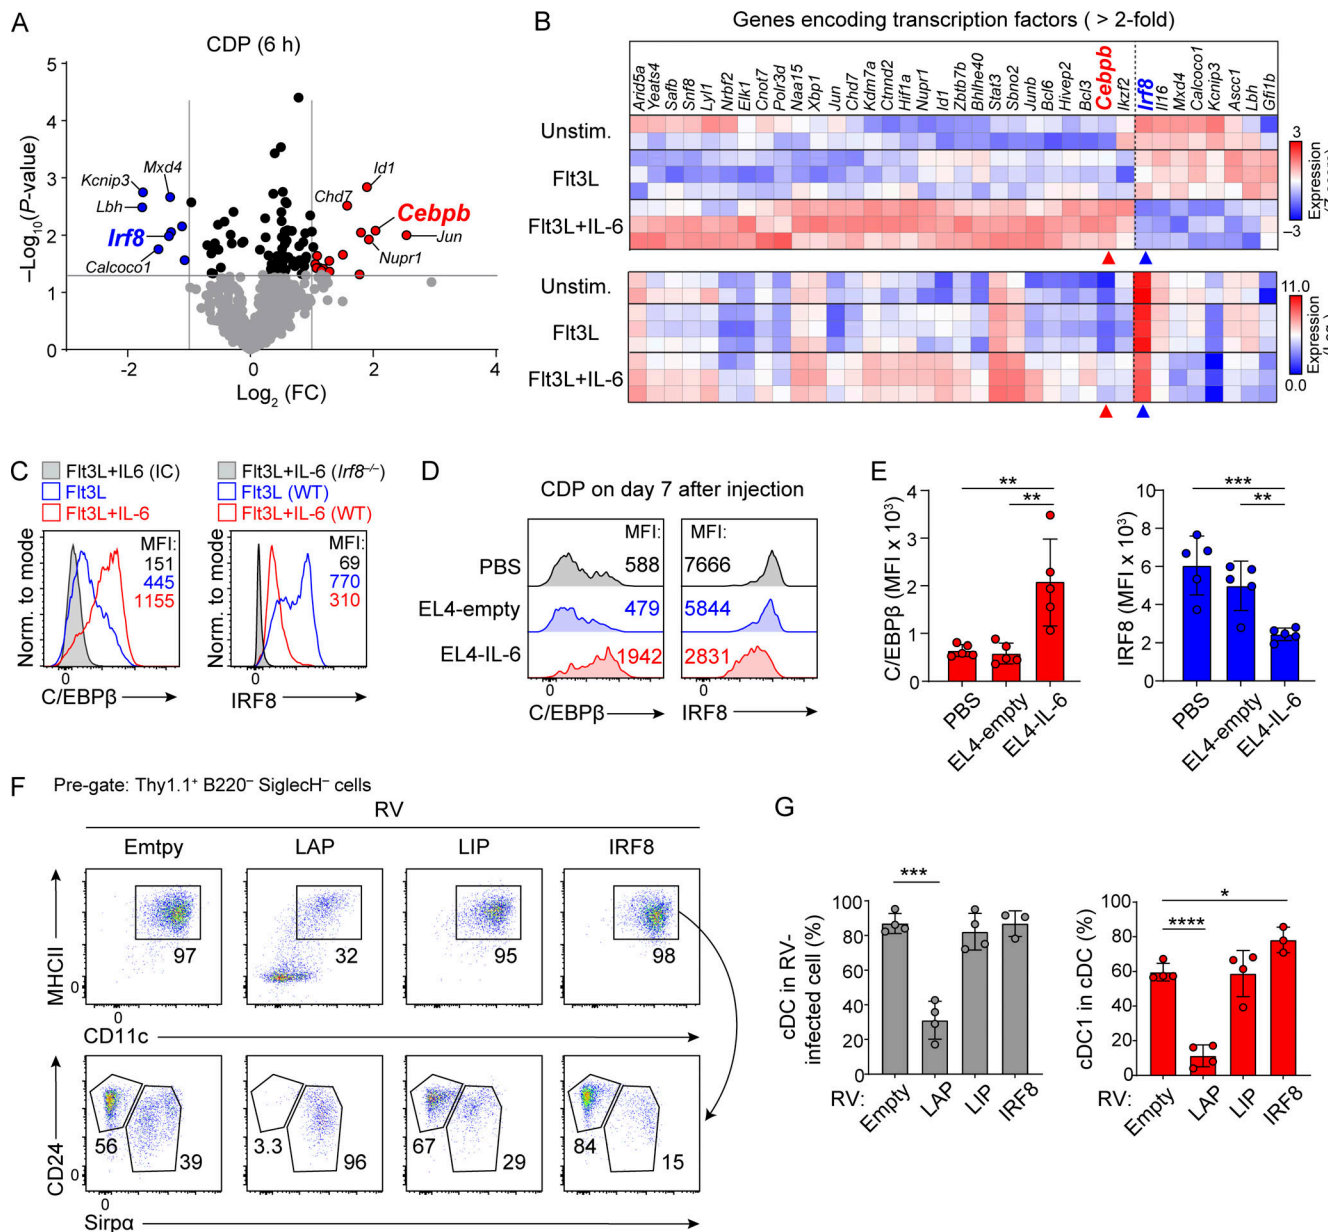 A
CDP (6 h)
5
4
3
2
1
0
−Log10(P-value)
-2
0
2
4
Log2 (FC)
Kcnip3
Mxd4
Lbh
Irf8
Calcoco1
Id1
Chd7
Cebpb
Jun
Nupr1
B
Genes encoding transcription factors ( > 2-fold)
Arid5a
Yeats4
Safb
Snf8
Lyl1
Nrbf2
Elk1
Cnot7
Polr3d
Naa15
Xbp1
Jun
Chd7
Kdm7a
Ctnnd2
Hif1a
Nupr1
Id1
Zbtb7b
Bhlhe40
Stat3
Sbno2
Junb
Bcl6
Hivep2
Bcl3
Cebpb
Ikzf2
Irf8
Il16
Mxd4
Calcoco1
Kcnip3
Ascc1
Lbh
Gfi1b
Unstim.
Flt3L
Flt3L+IL-6
3
−3
Expression
(Z-score)
Unstim.
Flt3L
Flt3L+IL-6
11.0
0.0
Expression
C
Flt3L+IL6 (IC)
Flt3L
Flt3L+IL-6
Norm. to mode
MFI:
151
445
1155
0
C/EBPβ
Flt3L+IL-6 (Irf8−/−)
Flt3L (WT)
Flt3L+IL-6 (WT)
Norm. to mode
MFI:
69
770
310
0
IRF8
D
CDP on day 7 after injection
MFI:
MFI:
PBS
588
7666
EL4-empty
479
5844
EL4-IL-6
1942
2831
0
0
C/EBPβ
IRF8
E
C/EBPβ (MFI x 10³)
4
3
2
1
0
**
**
PBS
EL4-empty
EL4-IL-6
IRF8 (MFI x 10³)
10
8
6
4
2
0
***
**
PBS
EL4-empty
EL4-IL-6
F
Pre-gate: Thy1.1⁺ B220⁻ SiglecH⁻ cells
RV
Emtpy
LAP
LIP
IRF8
97
32
95
98
MHCII
0
0
CD11c
56
39
3.3
96
67
29
84
15
CD24
0
0
Sirpα
G
cDC in RV-
infected cell (%)
100
80
60
40
20
0
***
RV:
Empty
LAP
LIP
IRF8
cDC1 in cDC (%)
100
80
60
40
20
0
*
****
RV:
Empty
LAP
LIP
IRF8